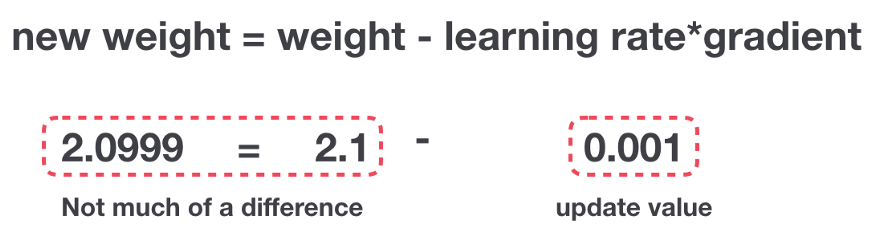 new weight = weight - learning rate*gradient
2.0999 = 2.1 - 0.001
Not much of a difference update value